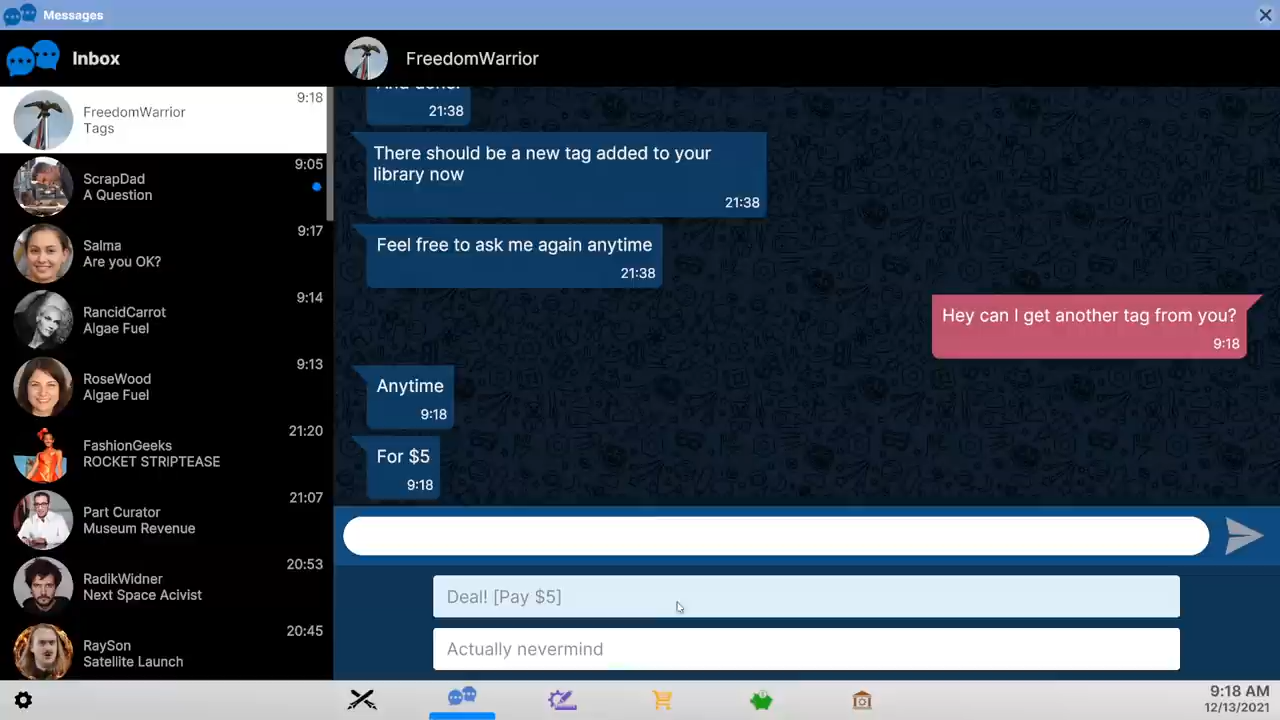 Messages
Inbox
FreedomWarrior
9:18
FreedomWarrior
Tags
9:05
ScrapDad
A Question
9:17
Salma
Are you OK?
9:14
RancidCarrot
Algae Fuel
9:13
RoseWood
Algae Fuel
21:20
FashionGeeks
ROCKET STRIPTEASE
21:07
Part Curator
Museum Revenue
20:53
RadikWidner
Next Space Acivist
20:45
RaySon
Satellite Launch
And done!
21:38
There should be a new tag added to your
library now
21:38
Feel free to ask me again anytime
21:38
Hey can I get another tag from you?
9:18
Anytime
9:18
For $5
9:18
Deal! [Pay $5]
Actually nevermind
9:18 AM
12/13/2021